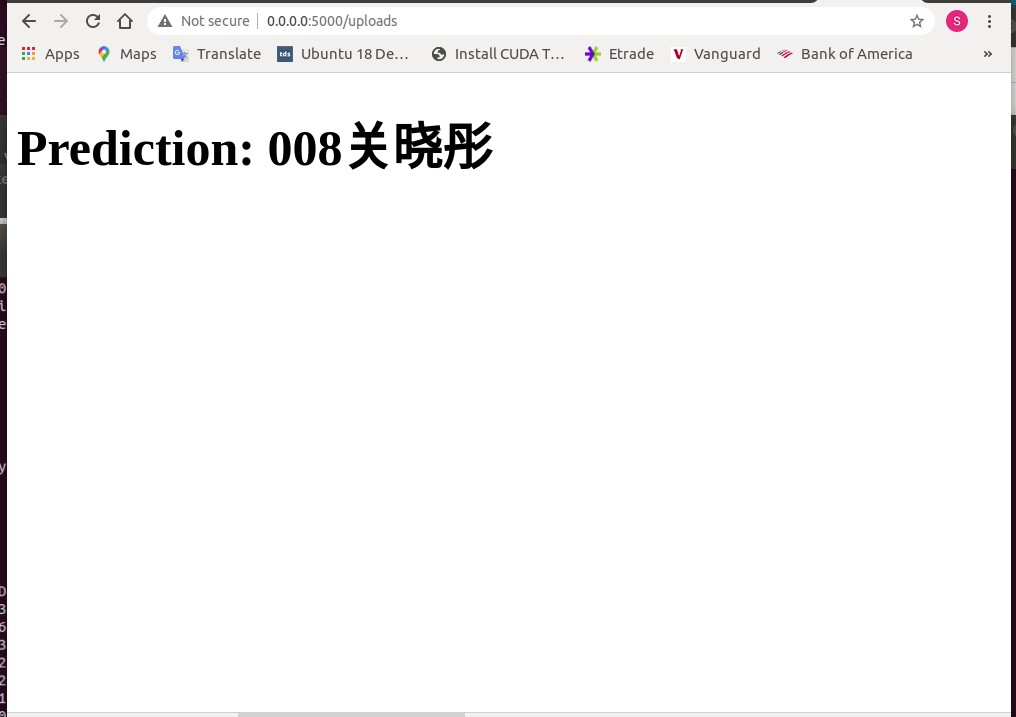 Not secure
0.0.0.0:5000/uploads
S
Apps Maps Translate tds Ubuntu 18 De... Install CUDA T... Etrade V Vanguard Bank of America »
Prediction: 008关晓彤